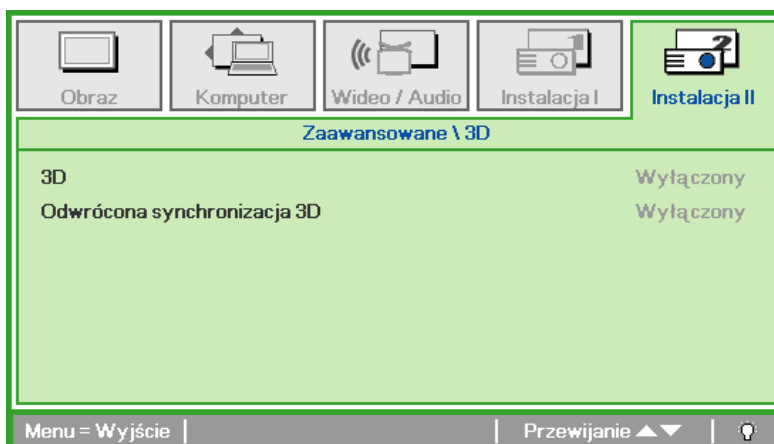 Obraz
Komputer
Wideo / Audio
Instalacja I
Instalacja II
Zaawansowane \ 3D
3D Wyłączony
Odwrócona synchronizacja 3D Wyłączony
Menu = Wyjście
Przewijanie ▲▼